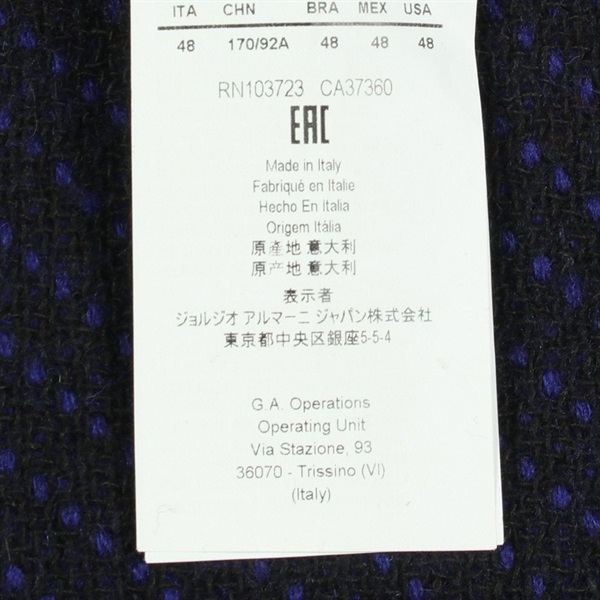 ITA CHN BRA MEX USA
48 170/92A 48 48 48
RN103723 CA37360
EAC
Made in Italy
Fabriqué en Italie
Hecho En Italia
Origem Itália
原產地 意大利
原产地 意大利
表示者
ジョルジオ アルマーニ ジャパン株式会社
東京都中央区銀座5-5-4
G.A. Operations
Operating Unit
Via Stazione, 93
36070 - Trissino (VI)
(Italy)